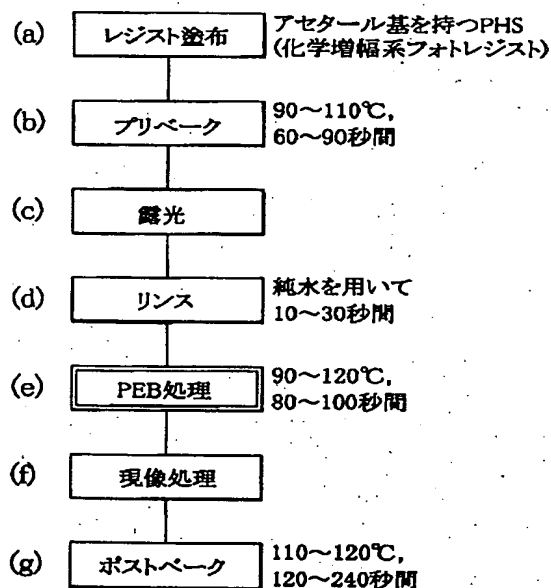 (a) レジスト塗布 アセタール基を持つPHS
(化学増幅系フォトレジスト)
(b) プリベーク 90～110℃,
60～90秒間
(c) 露光
(d) リンス 純水を用いて
10～30秒間
(e) PEB処理 90～120℃,
80～100秒間
(f) 現像処理
(g) ポストベーク 110～120℃,
120～240秒間